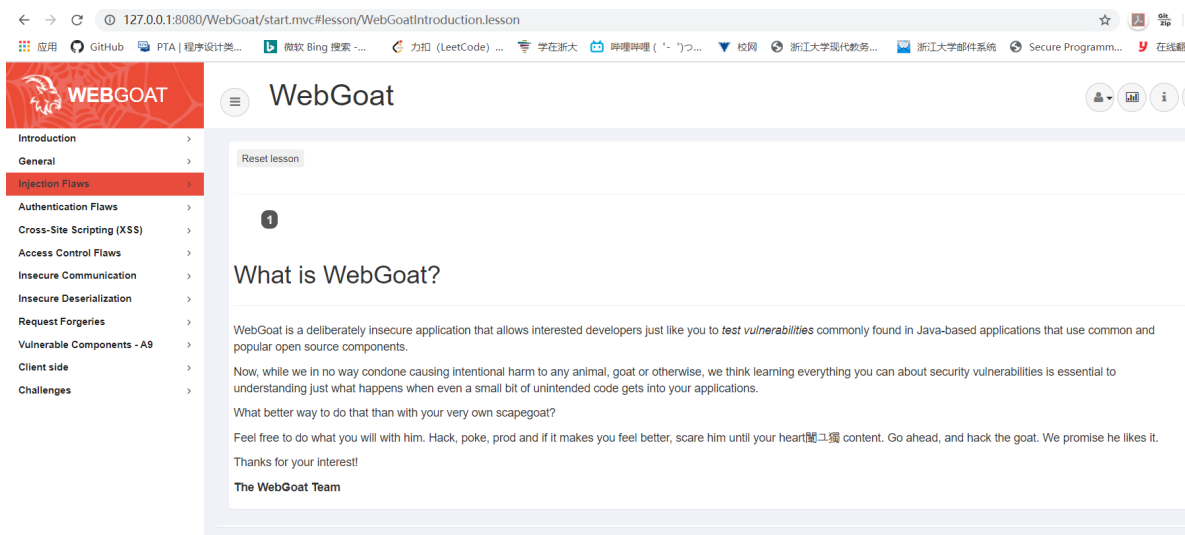 127.0.0.1:8080/WebGoat/start.mvc#lesson/WebGoatIntroduction.lesson
应用 GitHub PTA | 程序设计类... 微软 Bing 搜索 -... 力扣 (LeetCode) ... 学在浙大 哔哩哔哩 ( ゜- ゜)つ... 校网 浙江大学现代教务... 浙江大学邮件系统 Secure Programm... 在线翻
Git
Zip
WEBGOAT
WebGoat
Introduction
General
Injection Flaws
Authentication Flaws
Cross-Site Scripting (XSS)
Access Control Flaws
Insecure Communication
Insecure Deserialization
Request Forgeries
Vulnerable Components - A9
Client side
Challenges
Reset lesson
1
What is WebGoat?
WebGoat is a deliberately insecure application that allows interested developers just like you to test vulnerabilities commonly found in Java-based applications that use common and
popular open source components.
Now, while we in no way condone causing intentional harm to any animal, goat or otherwise, we think learning everything you can about security vulnerabilities is essential to
understanding just what happens when even a small bit of unintended code gets into your applications.
What better way to do that than with your very own scapegoat?
Feel free to do what you will with him. Hack, poke, prod and if it makes you feel better, scare him until your content. Go ahead, and hack the goat. We promise he likes it.
Thanks for your interest!
The WebGoat Team